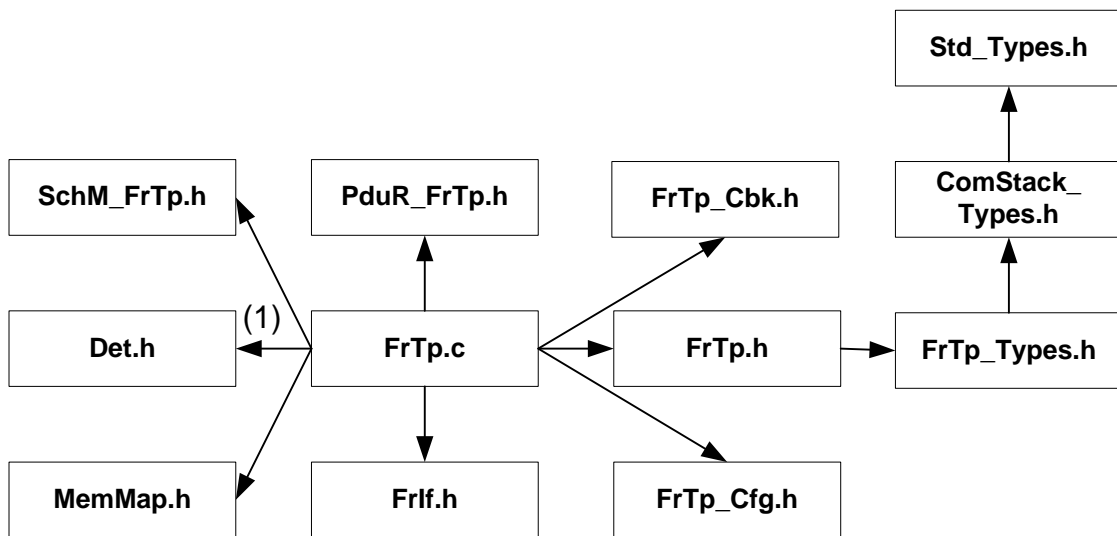 Std_Types.h
SchM_FrTp.h
PduR_FrTp.h
FrTp_Cbk.h
ComStack_
Types.h
(1)
Det.h
FrTp.c
FrTp.h
FrTp_Types.h
MemMap.h
FrIf.h
FrTp_Cfg.h